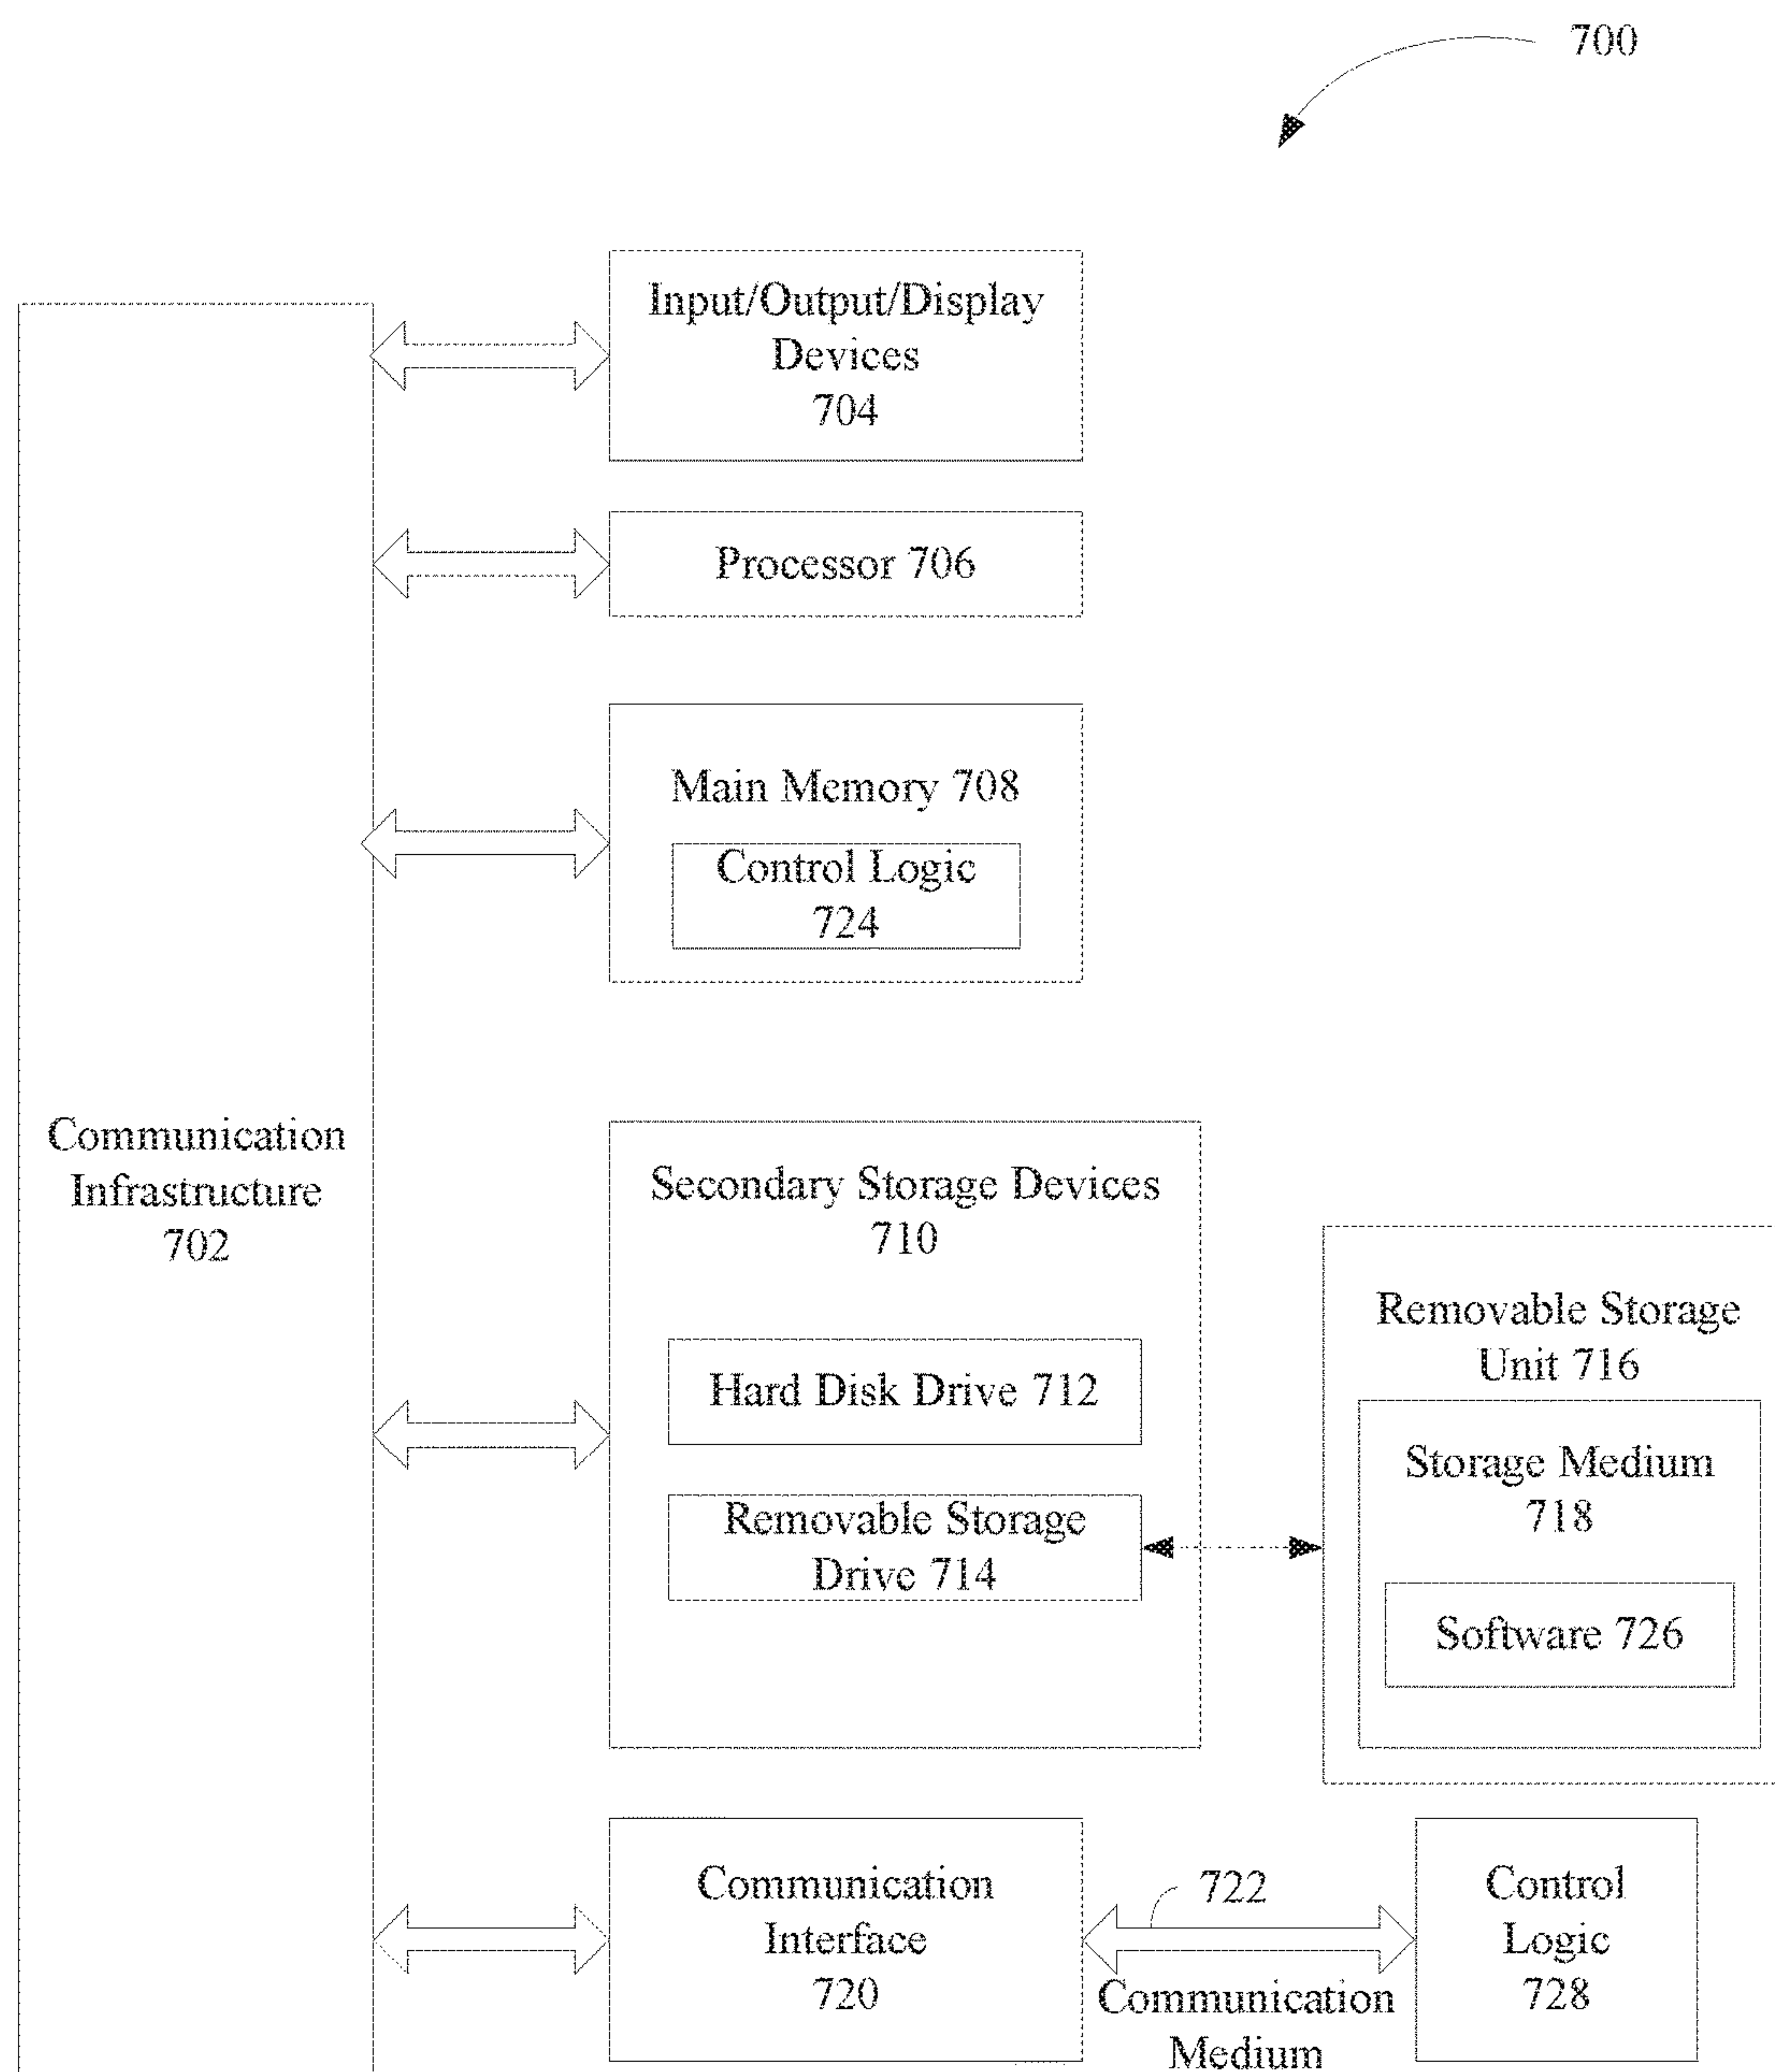 700
Input/Output/Display
Devices
704
Processor 706
Main Memory 708
Control Logic
724
Communication
Infrastructure
702
Secondary Storage Devices
710
Hard Disk Drive 712
Removable Storage
Drive 714
Removable Storage
Unit 716
Storage Medium
718
Software 726
Communication
Interface
720
722
Communication
Medium
Control
Logic
728